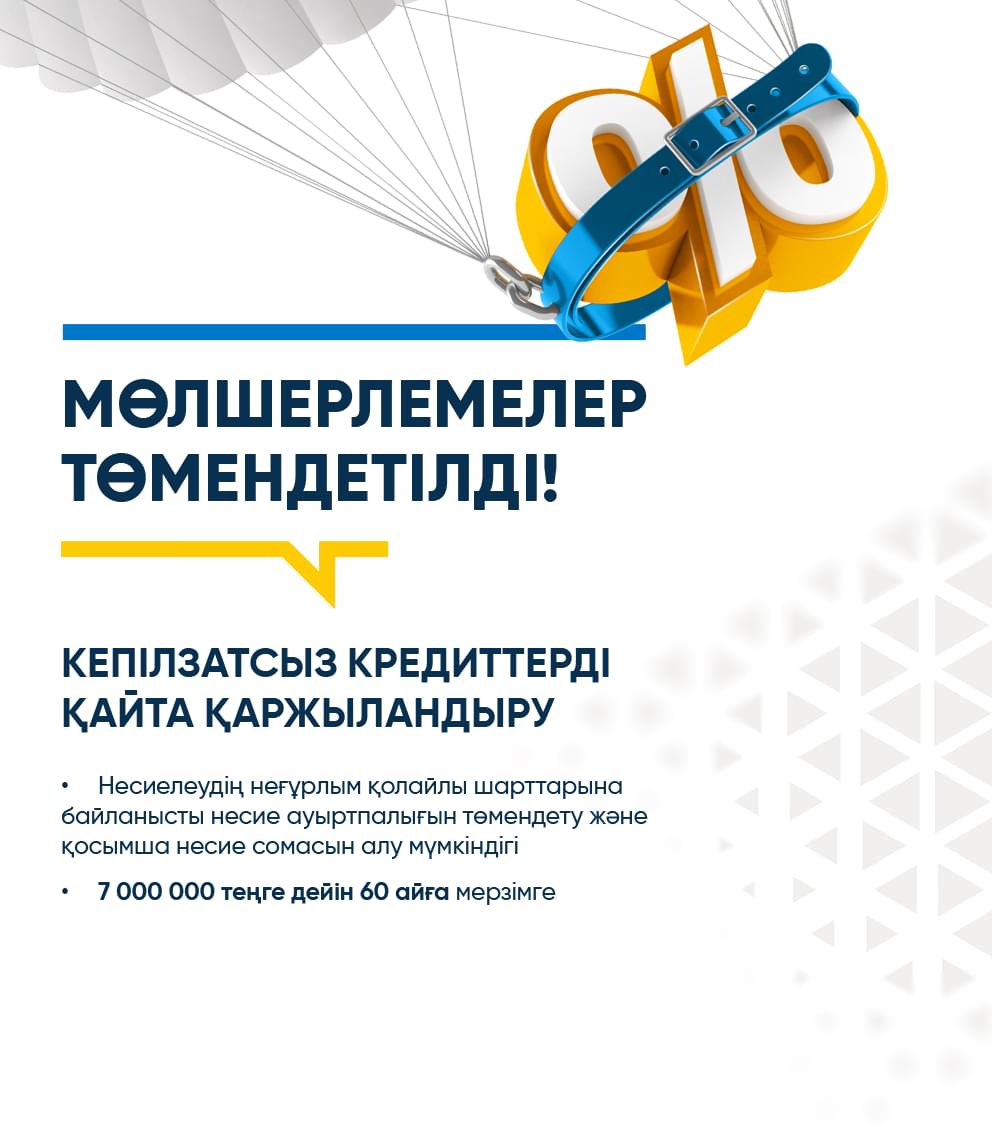 %
МӨЛШЕРЛЕМЕЛЕР
ТӨМЕНДЕТІЛДІ!
КЕПІЛЗАТСЫЗ КРЕДИТТЕРДІ
ҚАЙТА ҚАРЖЫЛАНДЫРУ
• Несиелеудің неғұрлым қолайлы шарттарына
байланысты несие ауыртпалығын төмендету және
қосымша несие сомасын алу мүмкіндігі
• 7 000 000 теңге дейін 60 айға мерзімге